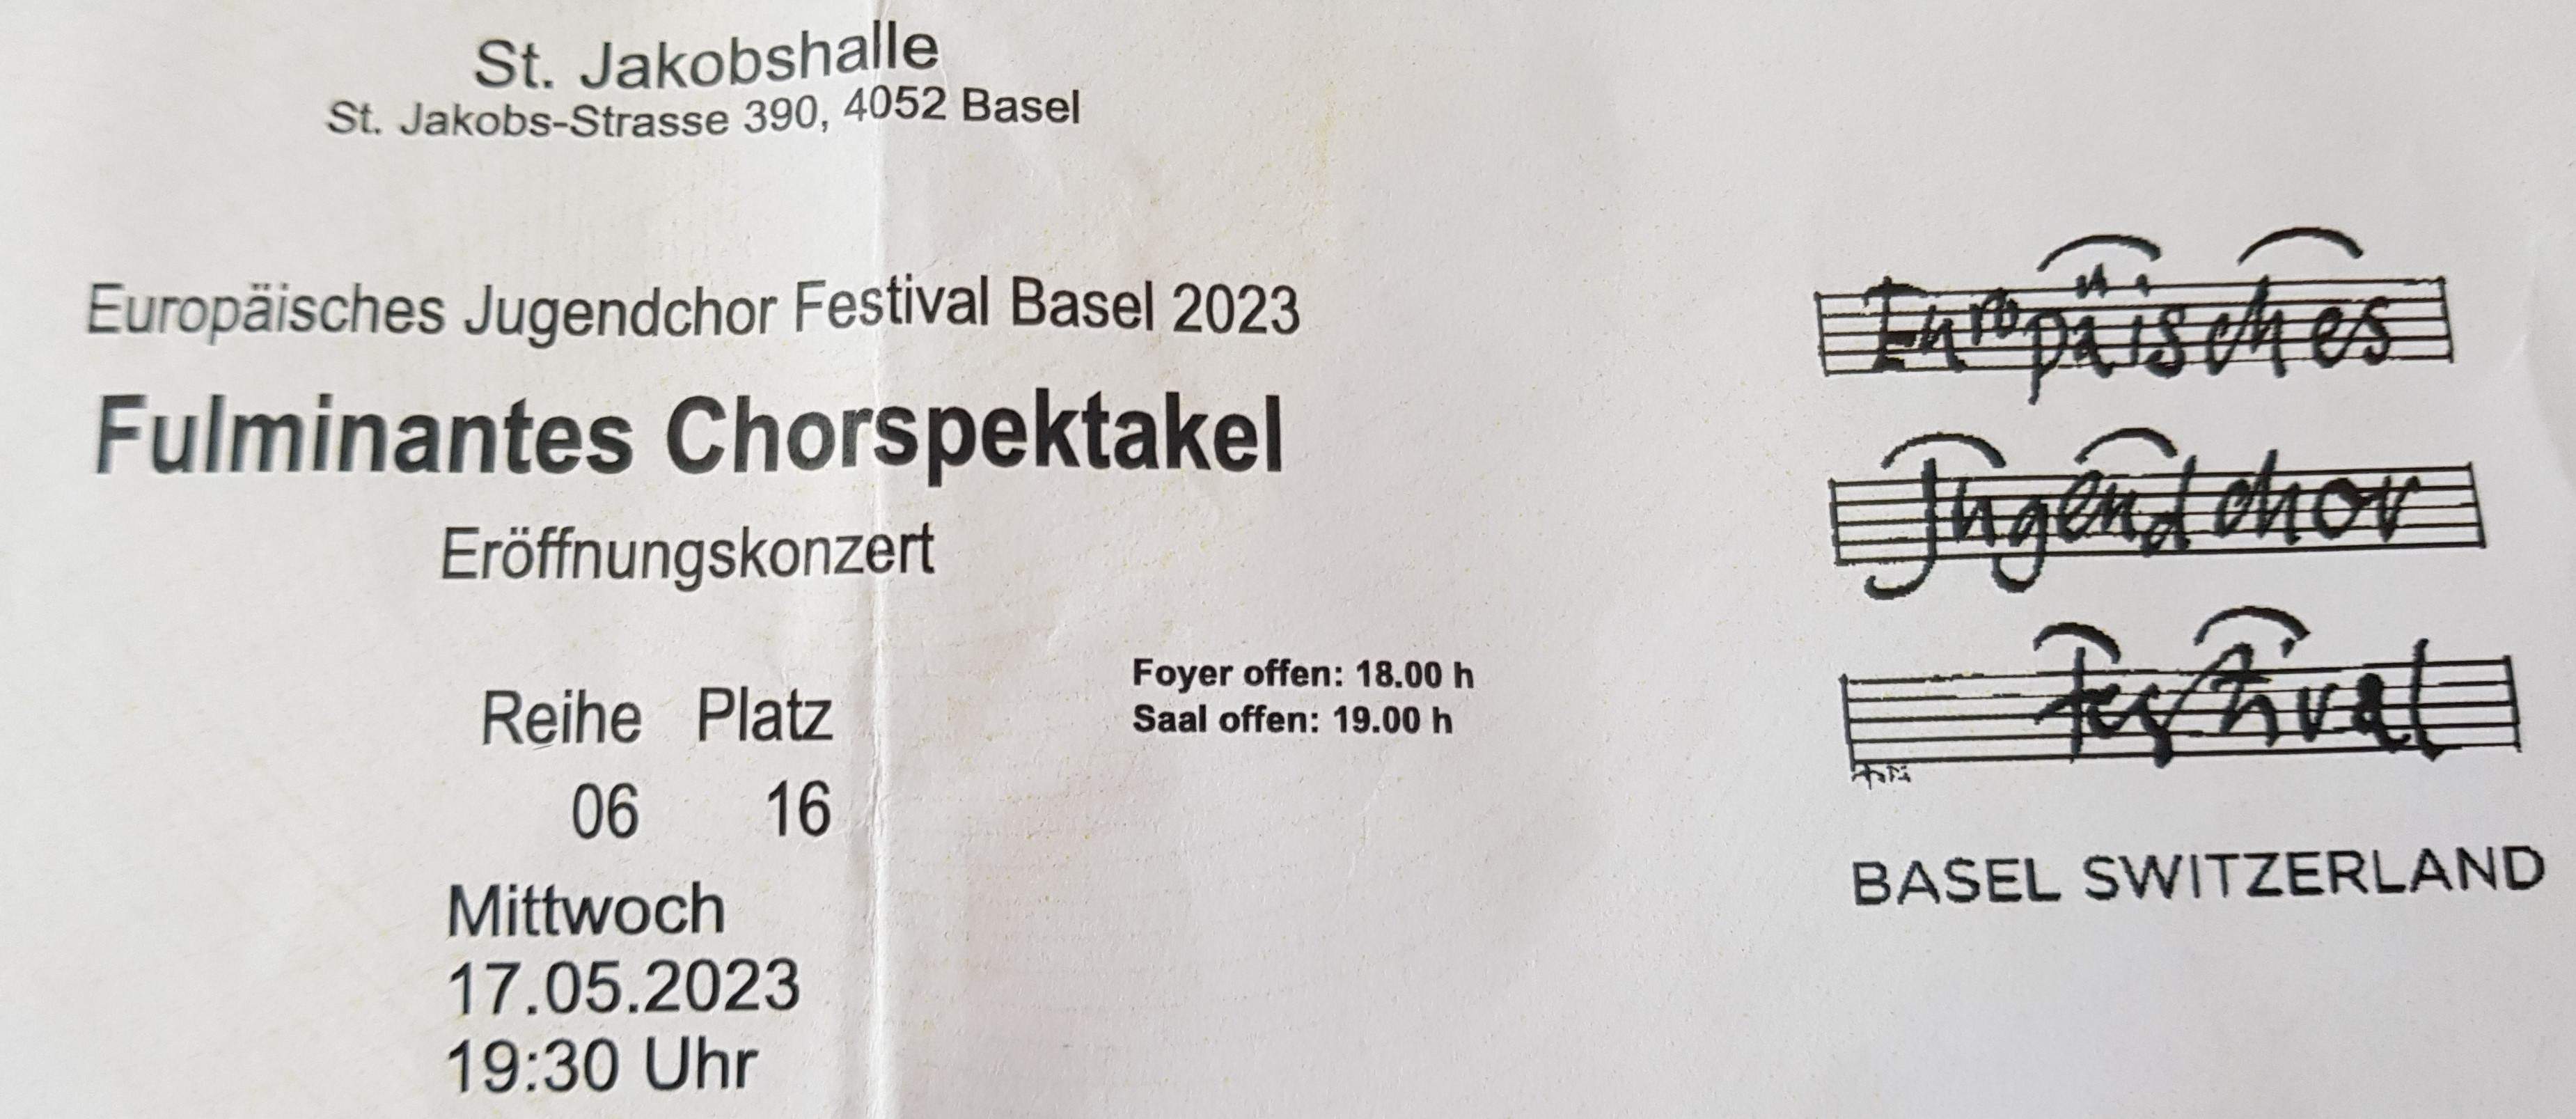 St. Jakobshalle
St. Jakobs-Strasse 390, 4052 Basel
Europäisches Jugendchor Festival Basel 2023
Fulminantes Chorspektakel
Eröffnungskonzert
Reihe Platz
06 16
Mittwoch
17.05.2023
19:30 Uhr
Foyer offen: 18.00 h
Saal offen: 19.00 h
Europäisches
Jugendchor
Festival
BASEL SWITZERLAND